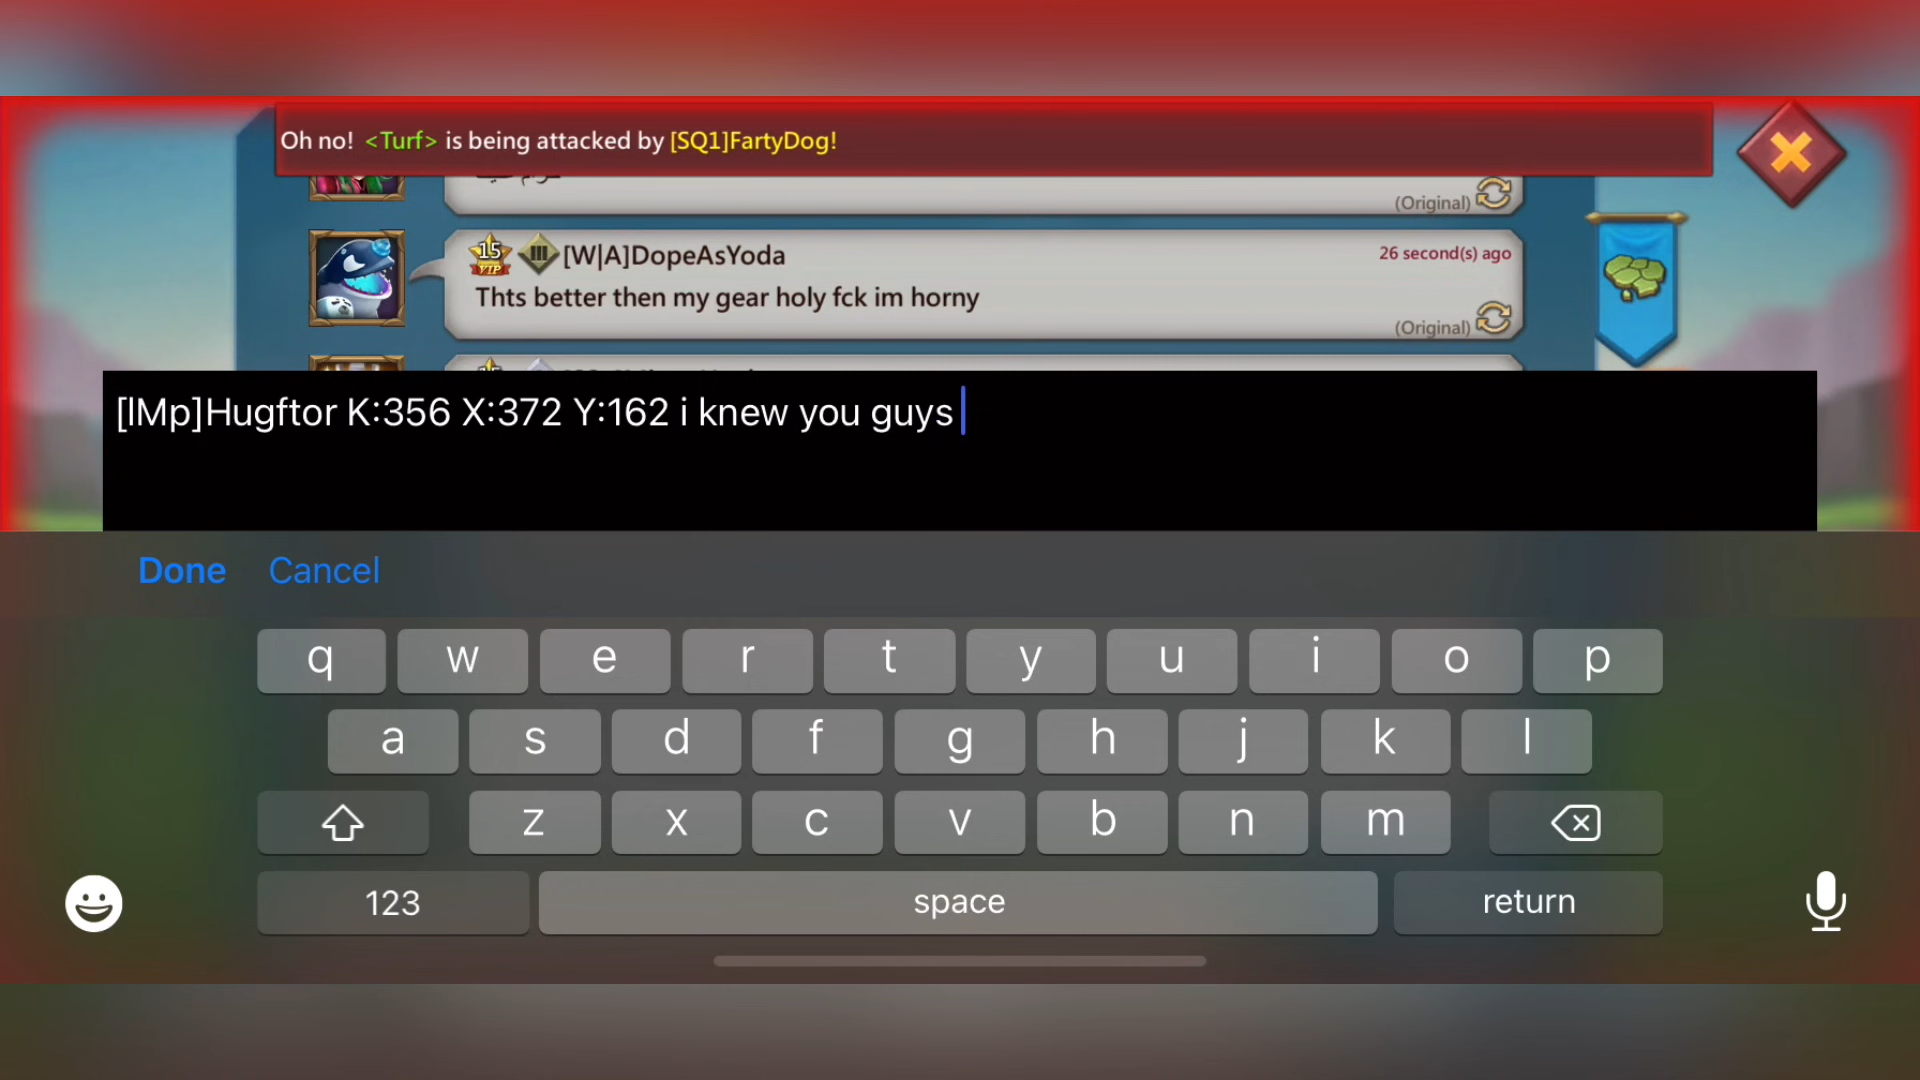 Oh no! <Turf> is being attacked by [SQ1]FartyDog!
(Original)
15 VIP III [W|A]DopeAsYoda
26 second(s) ago
Thts better then my gear holy fck im horny
(Original)
[IMp]Hugftor K:356 X:372 Y:162 i knew you guys
Done Cancel
q w e r t y u i o p
a s d f g h j k l
z x c v b n m
123 space return